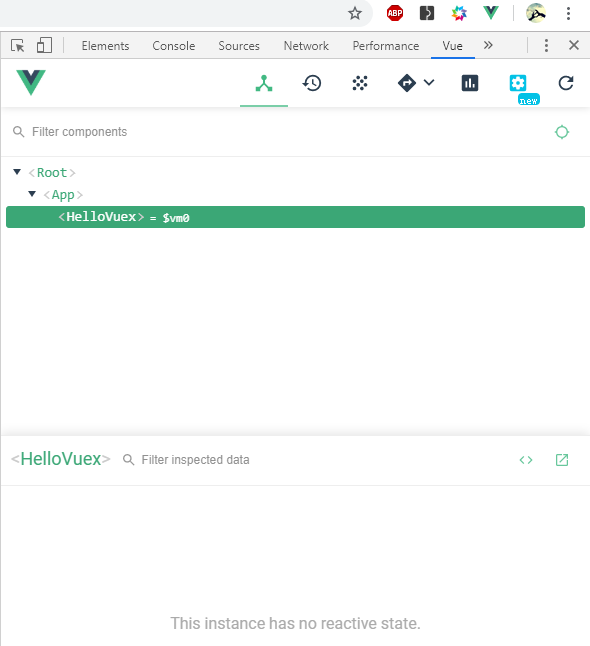 ABP
Elements Console Sources Network Performance Vue »
new
Filter components
<Root>
<App>
<HelloVuex> = $vm0
<HelloVuex> Filter inspected data
This instance has no reactive state.